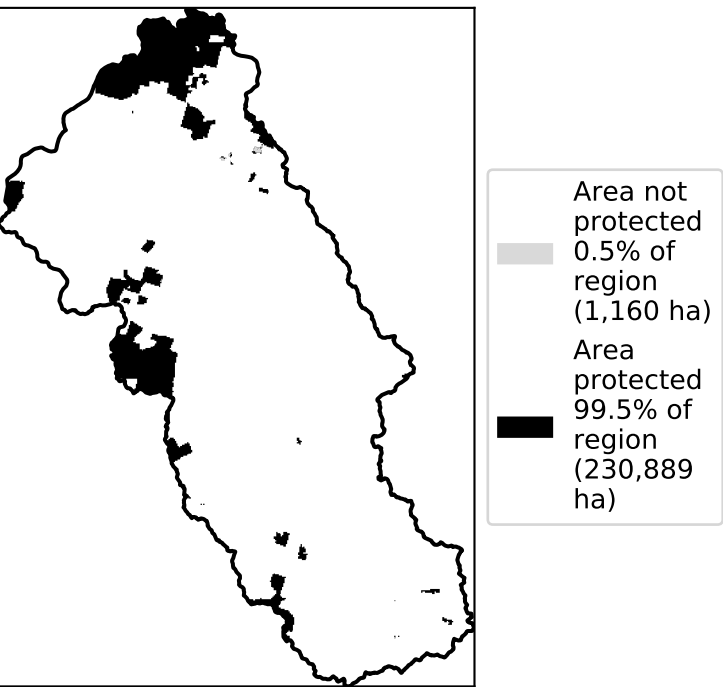 Area not
protected
0.5% of
region
(1,160 ha)
Area
protected
99.5% of
region
(230,889
ha)